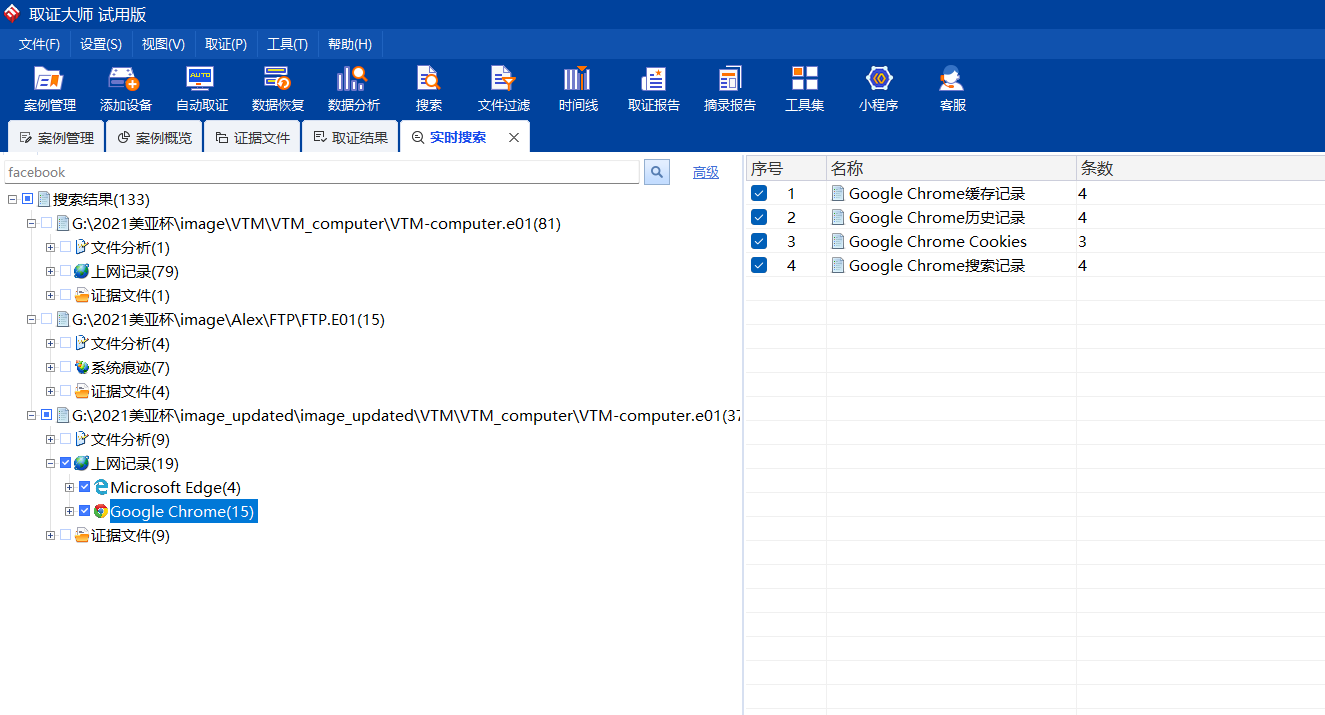 取证大师 试用版
文件(F) 设置(S) 视图(V) 取证(P) 工具(T) 帮助(H)
AUTO
案例管理 添加设备 自动取证 数据恢复 数据分析 搜索 文件过滤 时间线 取证报告 摘录报告 工具集 小程序 客服
案例管理 案例概览 证据文件 取证结果 实时搜索
facebook 高级
搜索结果(133)
G:\2021美亚杯\image\VTM\VTM_computer\VTM-computer.e01(81)
文件分析(1)
上网记录(79)
证据文件(1)
G:\2021美亚杯\image\Alex\FTP\FTP.E01(15)
文件分析(4)
系统痕迹(7)
证据文件(4)
G:\2021美亚杯\image_updated\image_updated\VTM\VTM_computer\VTM-computer.e01(37
文件分析(9)
上网记录(19)
Microsoft Edge(4)
Google Chrome(15)
证据文件(9)
序号 名称 条数
1 Google Chrome缓存记录 4
2 Google Chrome历史记录 4
3 Google Chrome Cookies 3
4 Google Chrome搜索记录 4